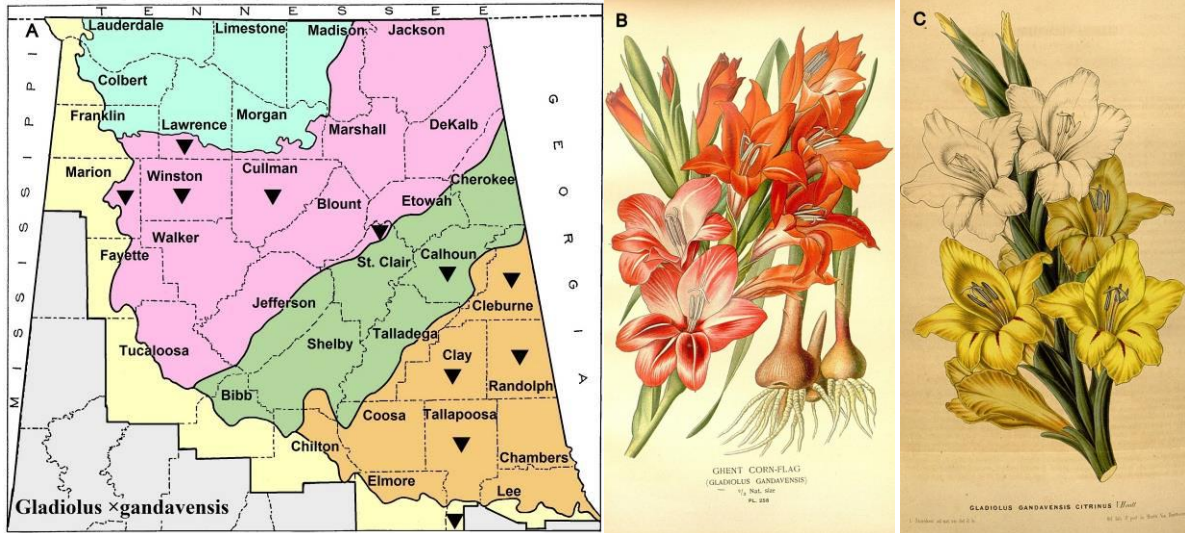 A
T E N N E S S E E
Lauderdale
Limestone
Madison
Jackson
Colbert
Franklin
Lawrence
Morgan
Marshall
DeKalb
Marion
Winston
Cullman
Cherokee
Blount
Etowah
Walker
Fayette
St. Clair
Calhoun
Cleburne
Jefferson
Talladega
Tucaloosa
Shelby
Clay
Randolph
Bibb
Coosa
Tallapoosa
Chilton
Chambers
Elmore
Lee
MISSISSIPPI
GEORGIA
Gladiolus ×gandavensis
B
GHENT CORN-FLAG
(GLADIOLUS GANDAVENSIS)
½ Nat. size
PL. 258
C
GLADIOLUS GANDAVENSIS CITRINUS